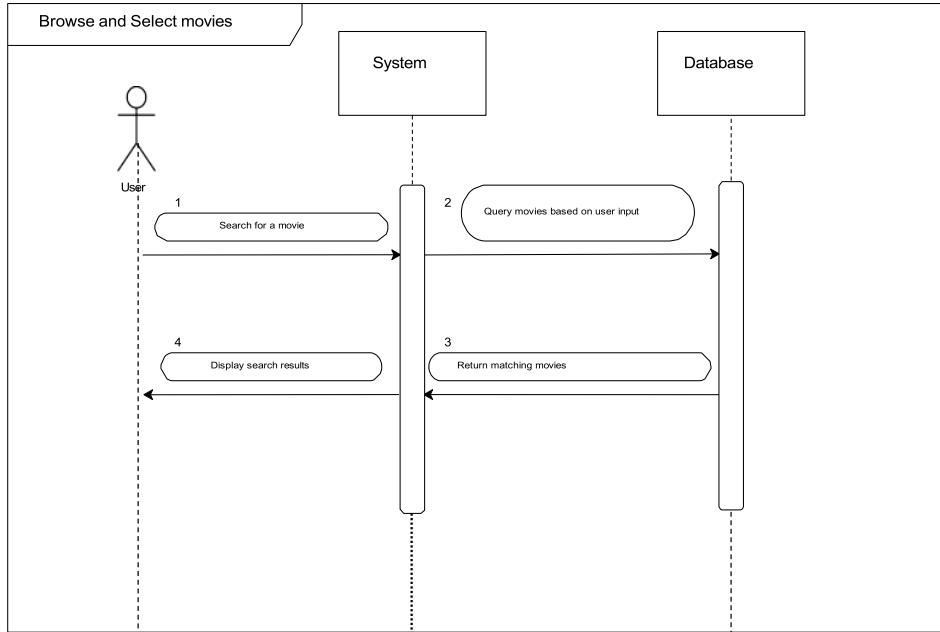 Browse and Select movies
System
Database
User
1
Search for a movie
2
Query movies based on user input
4
Display search results
3
Return matching movies